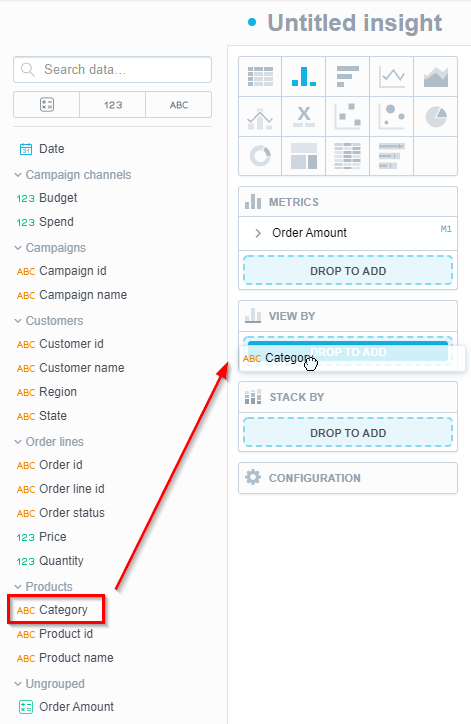 Untitled insight
Search data...
123
ABC
Date
Campaign channels
123 Budget
123 Spend
Campaigns
ABC Campaign id
ABC Campaign name
Customers
ABC Customer id
ABC Customer name
ABC Region
ABC State
Order lines
ABC Order id
ABC Order line id
ABC Order status
123 Price
123 Quantity
Products
ABC Category
ABC Product id
ABC Product name
Ungrouped
Order Amount
X
METRICS
Order Amount M1
DROP TO ADD
VIEW BY
DROP TO ADD
ABC Category
STACK BY
DROP TO ADD
CONFIGURATION